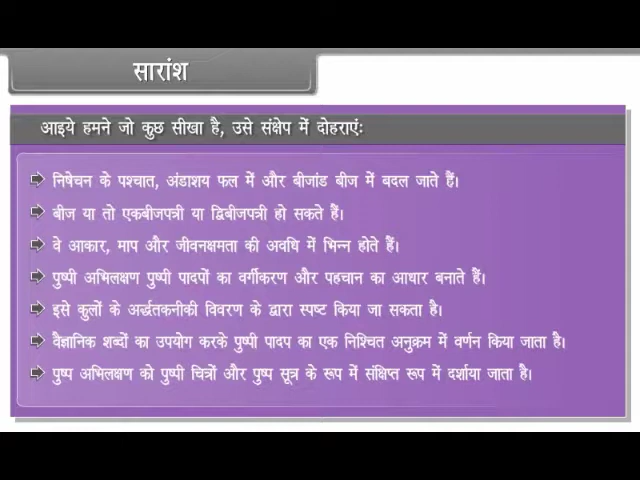 सारांश
आइये हमने जो कुछ सीखा है, उसे संक्षेप में दोहराएं:
निषेचन के पश्चात, अंडाशय फल में और बीजांड बीज में बदल जाते हैं।
बीज या तो एकबीजपत्री या द्विबीजपत्री हो सकते हैं।
वे आकार, माप और जीवनक्षमता की अवधि में भिन्न होते हैं।
पुष्पी अभिलक्षण पुष्पी पादपों का वर्गीकरण और पहचान का आधार बनाते हैं।
इसे कुलों के अर्द्धतकनीकी विवरण के द्वारा स्पष्ट किया जा सकता है।
वैज्ञानिक शब्दों का उपयोग करके पुष्पी पादप का एक निश्चित अनुक्रम में वर्णन किया जाता है।
पुष्प अभिलक्षण को पुष्पी चित्रों और पुष्प सूत्र के रूप में संक्षिप्त रूप में दर्शाया जाता है।